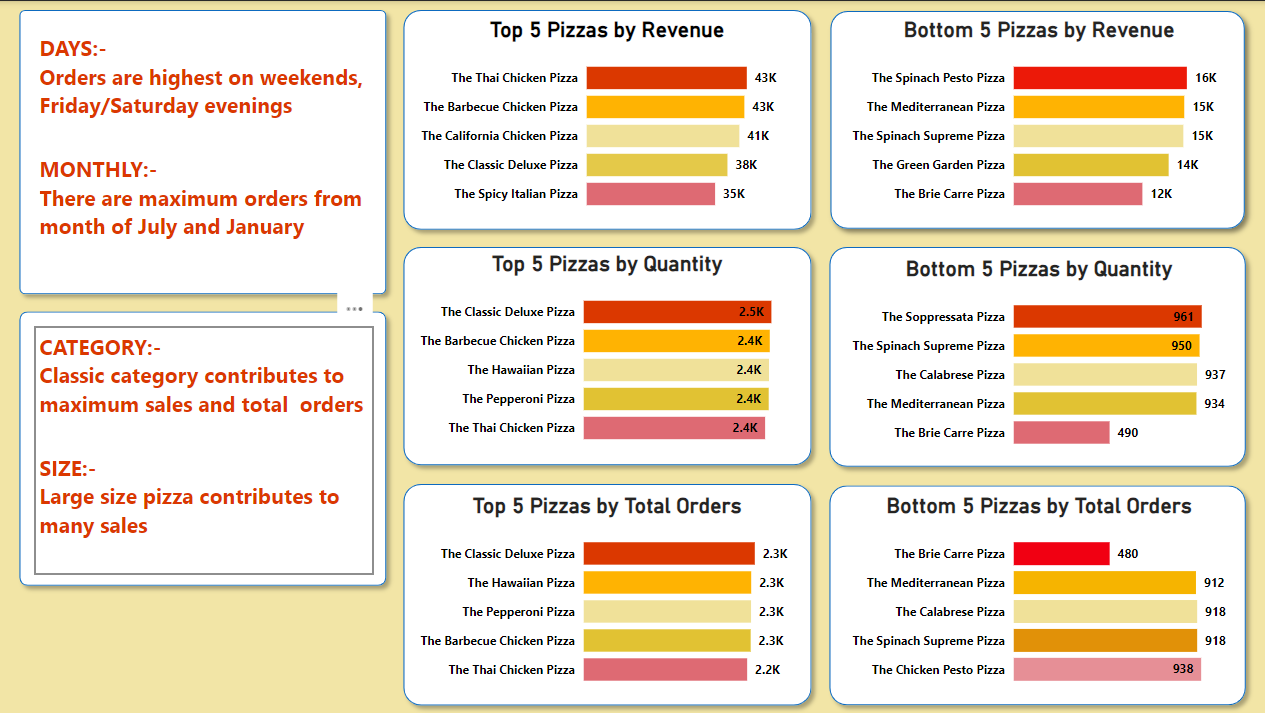 DAYS:-
Orders are highest on weekends,
Friday/Saturday evenings
MONTHLY:-
There are maximum orders from
month of July and January
CATEGORY:-
Classic category contributes to
maximum sales and total  orders
SIZE:-
Large size pizza contributes to
many sales
Top 5 Pizzas by Revenue
The Thai Chicken Pizza 43K
The Barbecue Chicken Pizza 43K
The California Chicken Pizza 41K
The Classic Deluxe Pizza 38K
The Spicy Italian Pizza 35K
Bottom 5 Pizzas by Revenue
The Spinach Pesto Pizza 16K
The Mediterranean Pizza 15K
The Spinach Supreme Pizza 15K
The Green Garden Pizza 14K
The Brie Carre Pizza 12K
Top 5 Pizzas by Quantity
The Classic Deluxe Pizza 2.5K
The Barbecue Chicken Pizza 2.4K
The Hawaiian Pizza 2.4K
The Pepperoni Pizza 2.4K
The Thai Chicken Pizza 2.4K
Bottom 5 Pizzas by Quantity
The Soppressata Pizza 961
The Spinach Supreme Pizza 950
The Calabrese Pizza 937
The Mediterranean Pizza 934
The Brie Carre Pizza 490
Top 5 Pizzas by Total Orders
The Classic Deluxe Pizza 2.3K
The Hawaiian Pizza 2.3K
The Pepperoni Pizza 2.3K
The Barbecue Chicken Pizza 2.3K
The Thai Chicken Pizza 2.2K
Bottom 5 Pizzas by Total Orders
The Brie Carre Pizza 480
The Mediterranean Pizza 912
The Calabrese Pizza 918
The Spinach Supreme Pizza 918
The Chicken Pesto Pizza 938